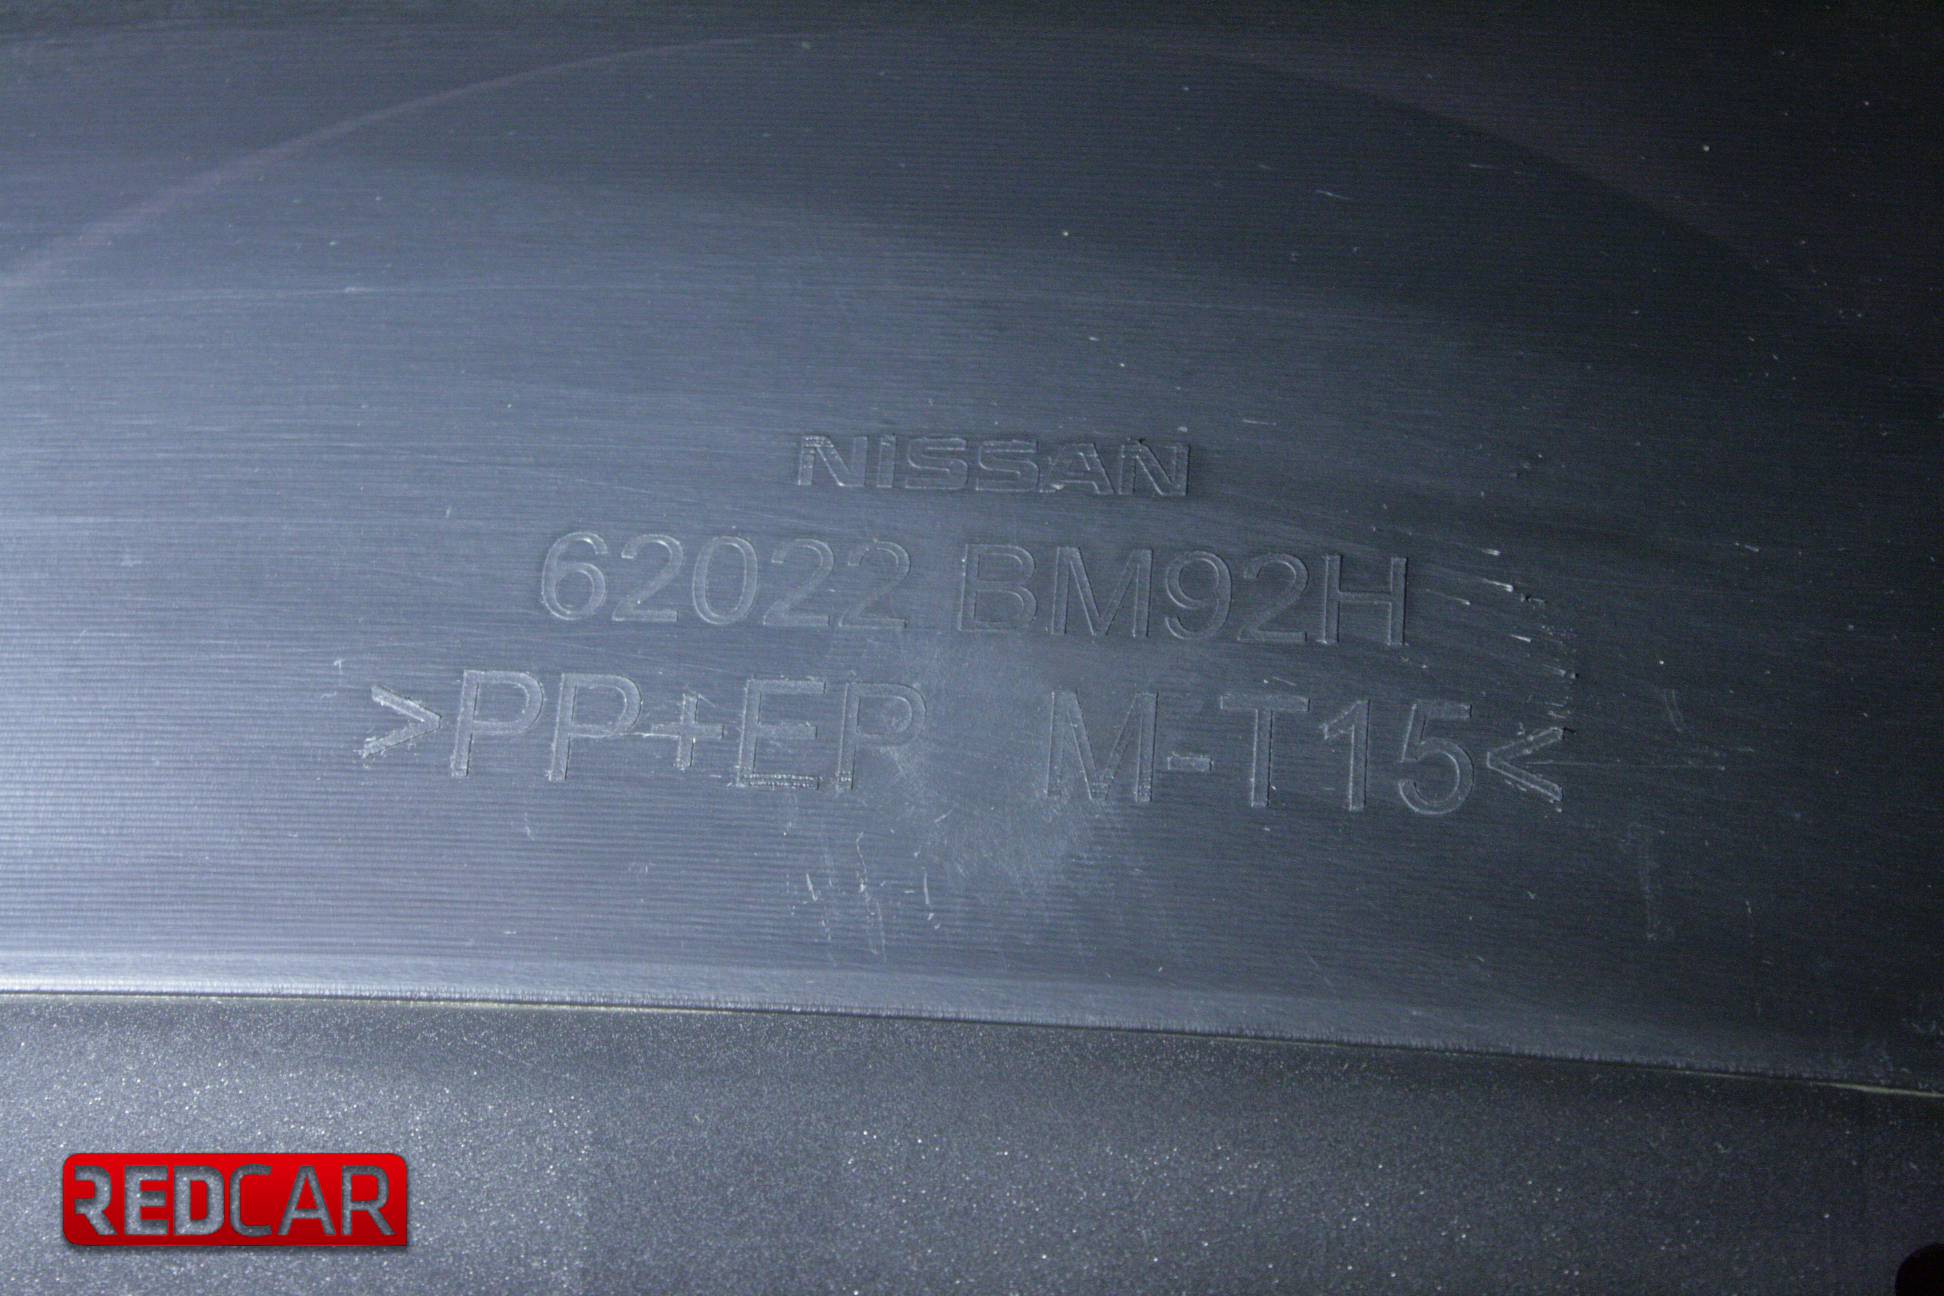 NISSAN
62022 BM92H
>PP+EP M-T15<
REDCAR